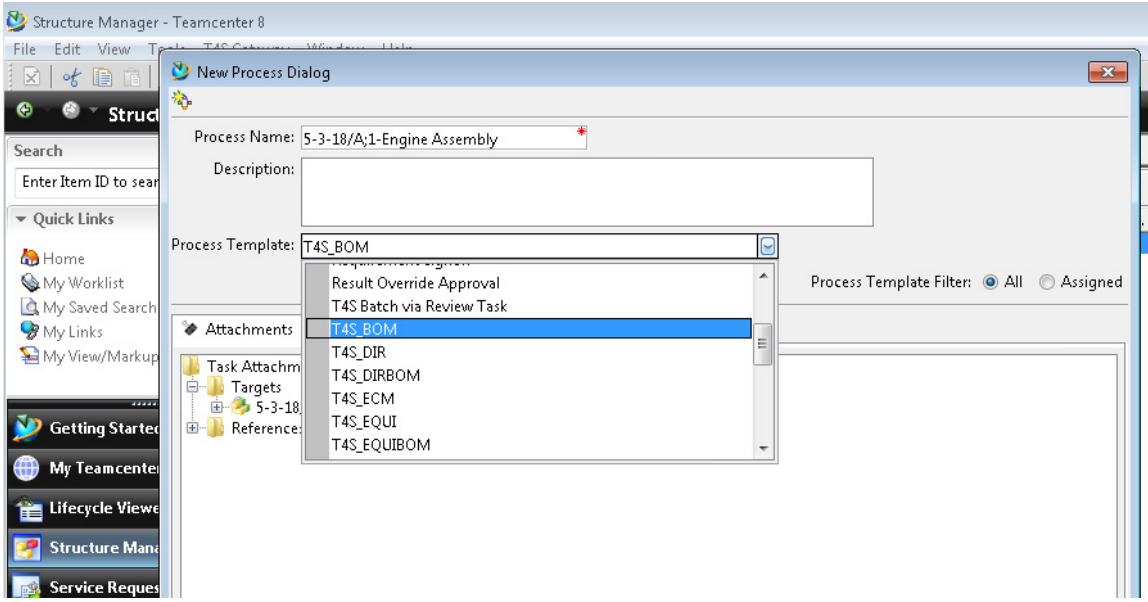 Structure Manager - Teamcenter 8
File Edit View
New Process Dialog
Process Name: 5-3-18/A;1-Engine Assembly *
Search
Description:
Enter Item ID to sear
Quick Links
Process Template: T4S_BOM
Home
Result Override Approval
Process Template Filter: All Assigned
My Worklist
T4S Batch via Review Task
My Saved Search
Attachments
T4S_BOM
My Links
T4S_DIR
My View/Markup
Task Attachm
T4S_DIRBOM
Targets
T4S_ECM
5-3-18
T4S_EQUI
References
T4S_EQUIBOM
Getting Started
My Teamcenter
Lifecycle Viewe
Structure Mana
Service Reques